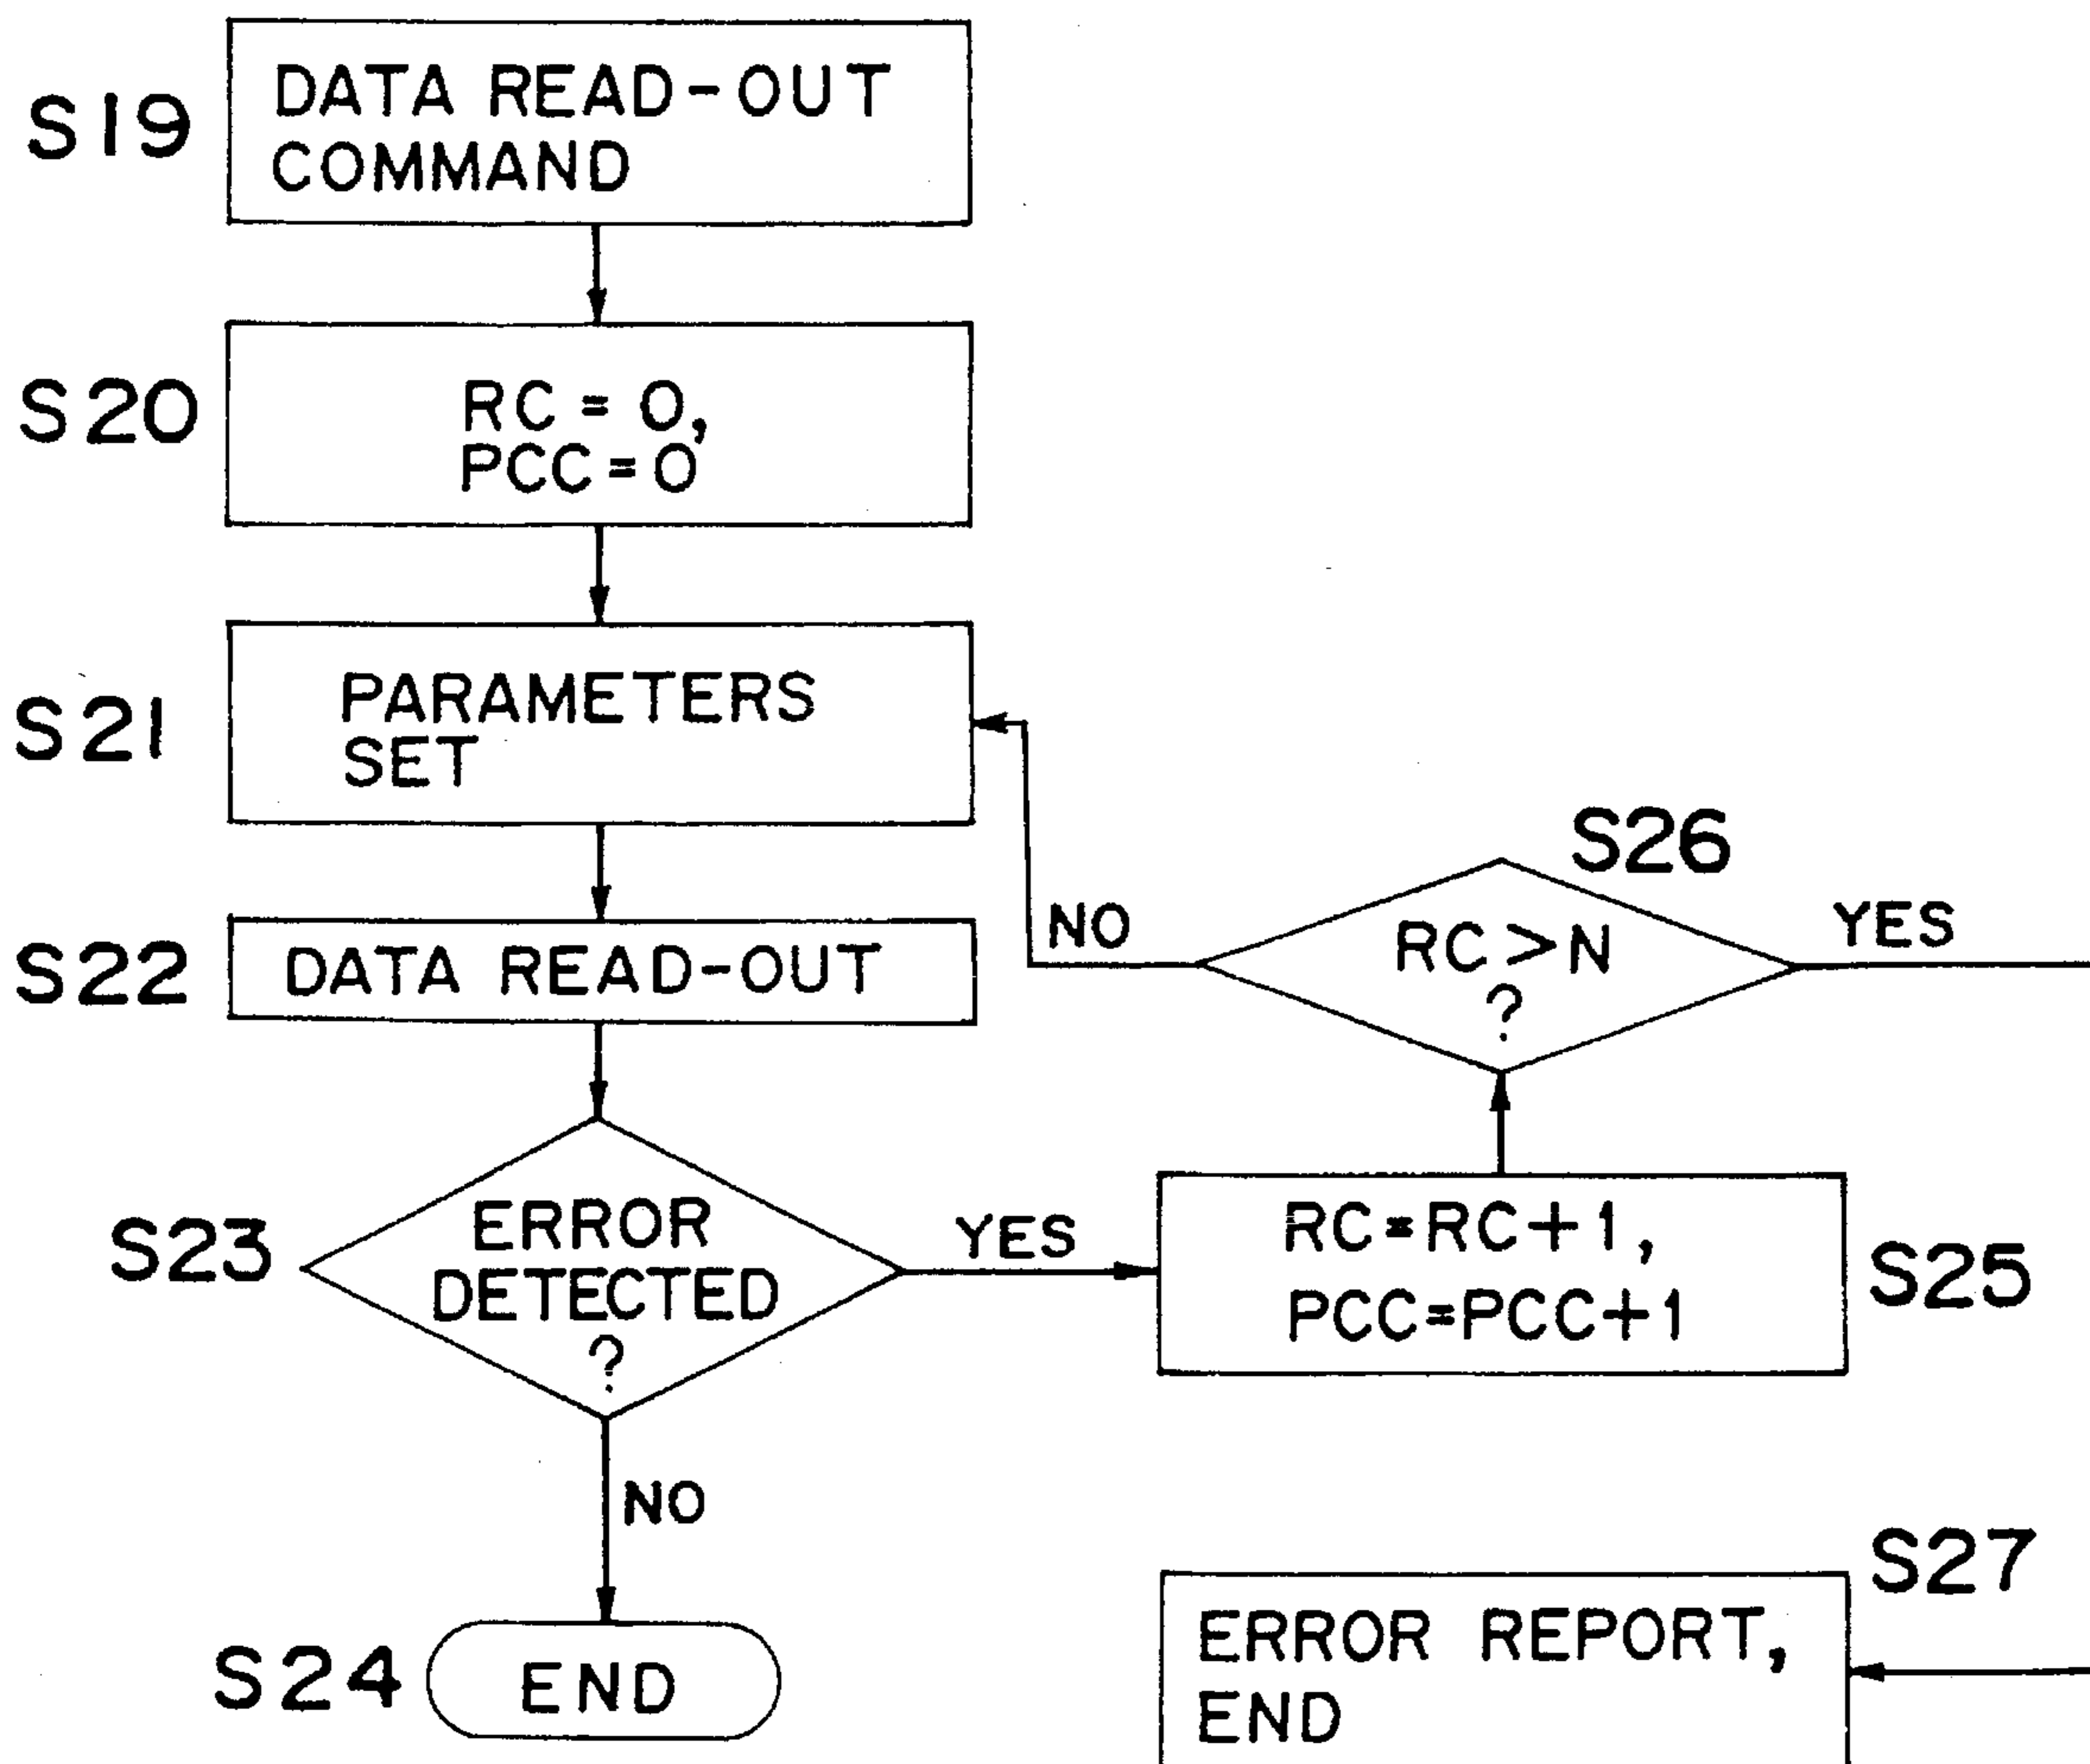 S19
DATA READ-OUT
COMMAND
S20
RC = 0,
PCC = 0
S21
PARAMETERS
SET
S22
DATA READ-OUT
S23
ERROR
DETECTED
?
YES
NO
S24
END
RC=RC+1,
PCC=PCC+1
S25
S26
RC>N
?
NO
YES
S27
ERROR REPORT,
END